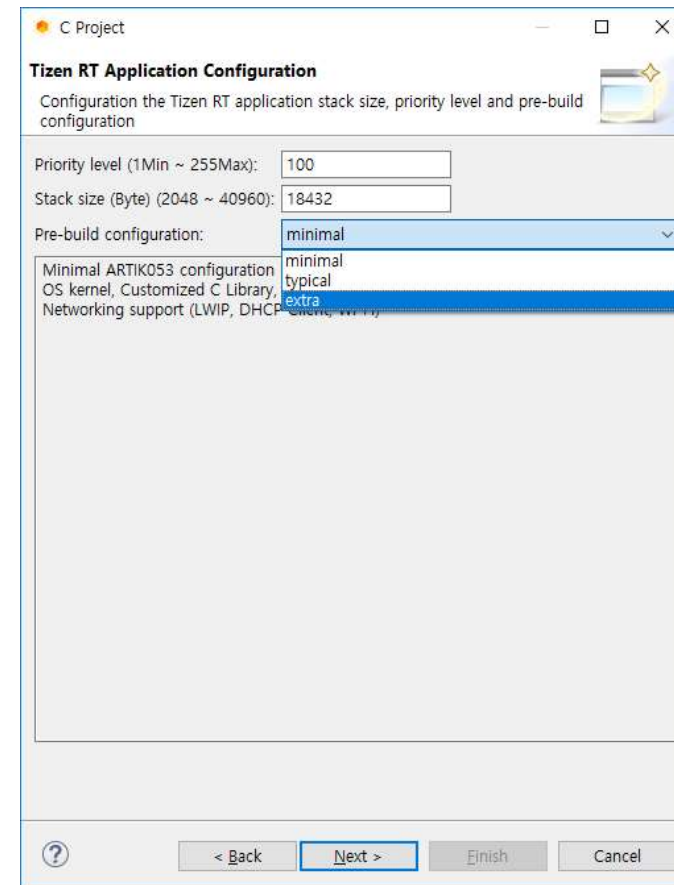 C Project
Tizen RT Application Configuration
Configuration the Tizen RT application stack size, priority level and pre-build
configuration
Priority level (1Min ~ 255Max): 100
Stack size (Byte) (2048 ~ 40960): 18432
Pre-build configuration: minimal
minimal
typical
extra
Minimal ARTIK053 configuration
OS kernel, Customized C Library,
Networking support (LWIP, DHCP
?
< Back
Next >
Finish
Cancel